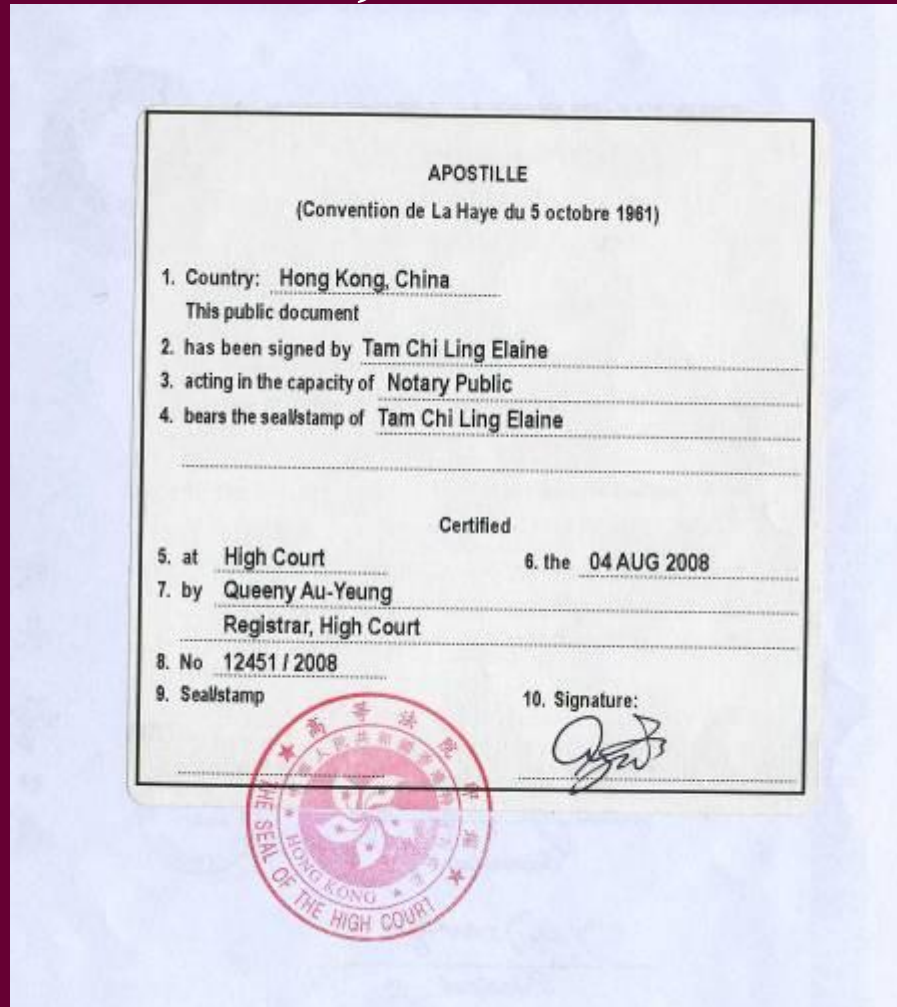 APOSTILLE
(Convention de La Haye du 5 octobre 1961)
1. Country: Hong Kong, China
This public document
2. has been signed by Tam Chi Ling Elaine
3. acting in the capacity of Notary Public
4. bears the seal/stamp of Tam Chi Ling Elaine
Certified
5. at High Court
6. the 04 AUG 2008
7. by Queeny Au-Yeung
Registrar, High Court
8. No 12451 / 2008
9. Seal/stamp
10. Signature:
高等法院印
THE SEAL OF THE HIGH COURT
HONG KONG